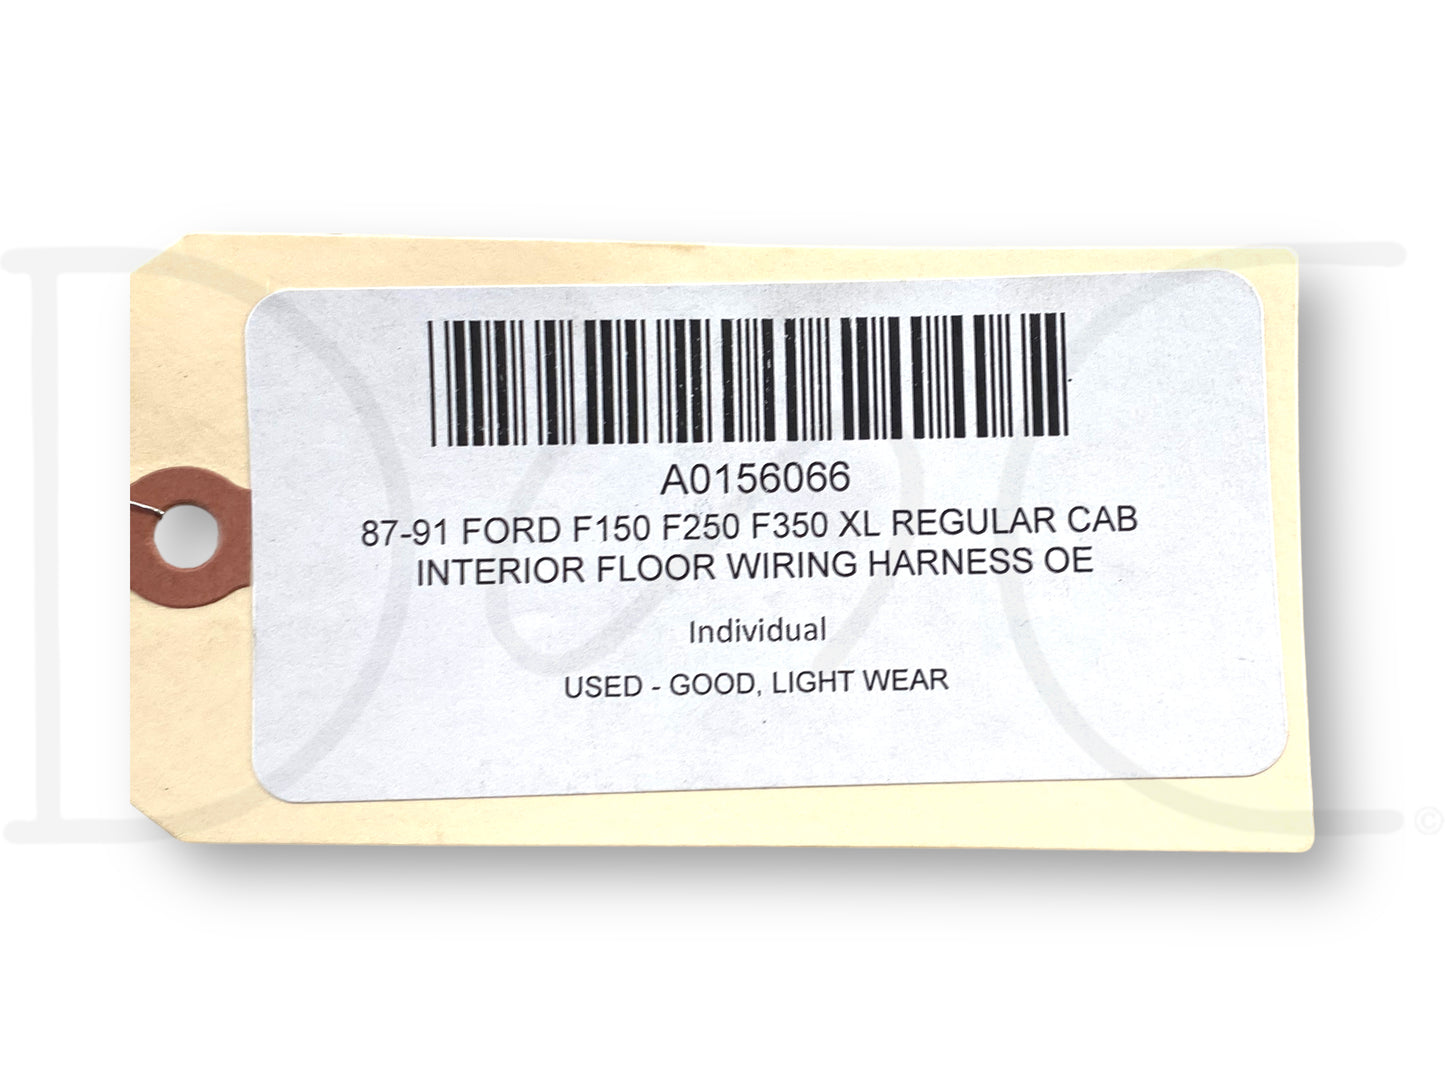 A0156066
87-91 FORD F150 F250 F350 XL REGULAR CAB
INTERIOR FLOOR WIRING HARNESS OE
Individual
USED - GOOD, LIGHT WEAR
©